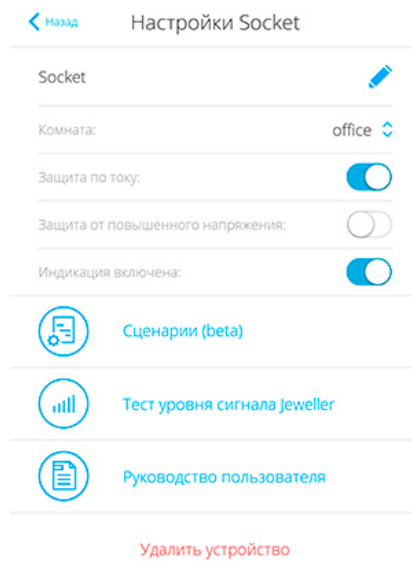 Назад Настройки Socket
Socket
Комната: office
Защита по току:
Защита от повышенного напряжения:
Индикация включена:
Сценарии (beta)
Тест уровня сигнала Jeweller
Руководство пользователя
Удалить устройство